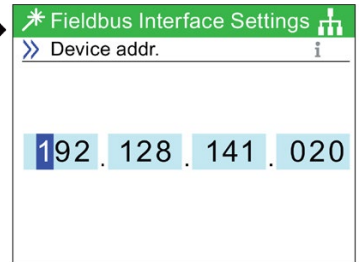 Fieldbus Interface Settings
Device addr. i
192 . 128 . 141 . 020